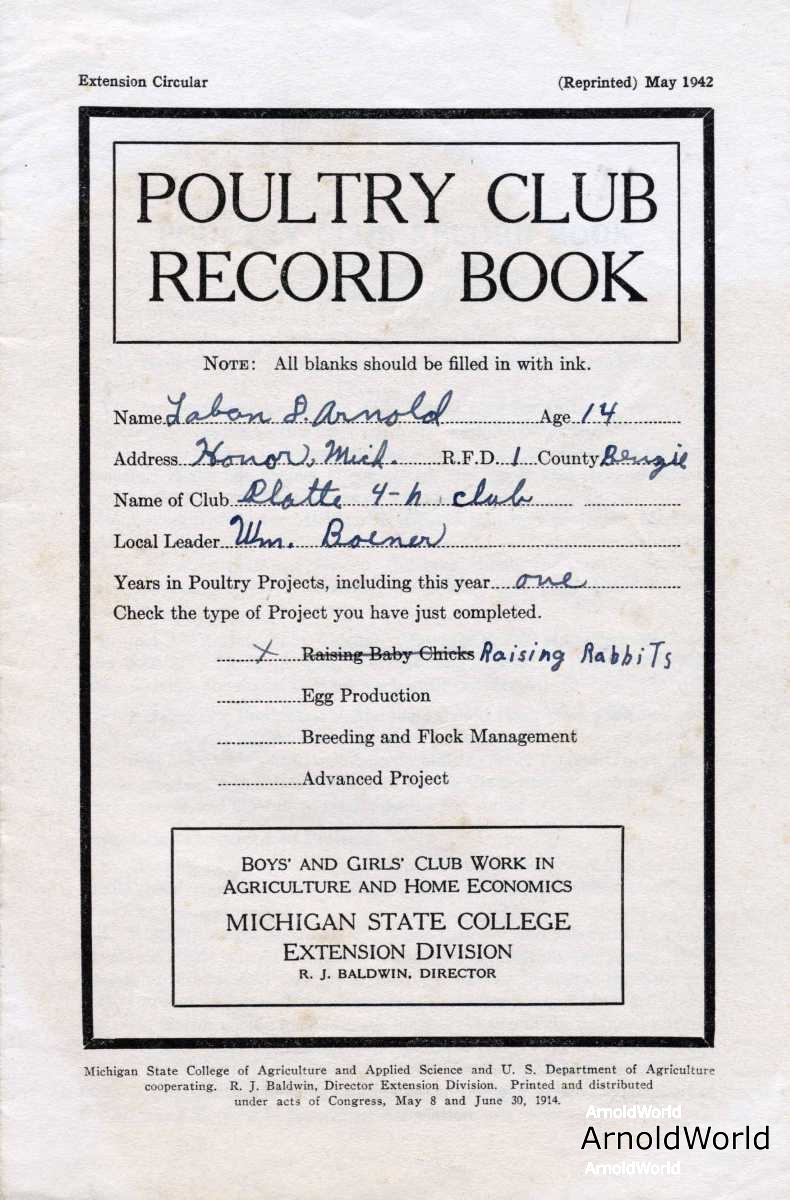 Extension Circular (Reprinted) May 1942
POULTRY CLUB
RECORD BOOK
NOTE: All blanks should be filled in with ink.
Name Laban S. Arnold Age 14
Address Honor, Mich. R.F.D. 1 County Benzie
Name of Club Platte 4-h club
Local Leader Wm. Boener
Years in Poultry Projects, including this year one
Check the type of Project you have just completed.
X Raising Baby Chicks Raising RabbiTs
Egg Production
Breeding and Flock Management
Advanced Project
BOYS' AND GIRLS' CLUB WORK IN
AGRICULTURE AND HOME ECONOMICS
MICHIGAN STATE COLLEGE
EXTENSION DIVISION
R. J. BALDWIN, DIRECTOR
Michigan State College of Agriculture and Applied Science and U. S. Department of Agriculture
cooperating. R. J. Baldwin, Director Extension Division. Printed and distributed
under acts of Congress, May 8 and June 30, 1914.
ArnoldWorld
ArnoldWorld
ArnoldWorld